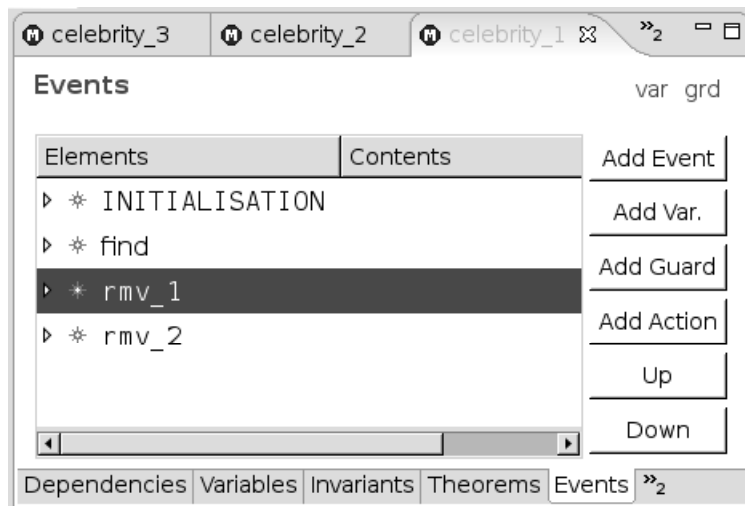 celebrity_3 celebrity_2 celebrity_1 »2
Events var grd
Elements Contents Add Event
INITIALISATION Add Var.
find Add Guard
rmv_1 Add Action
rmv_2 Up
Down
Dependencies Variables Invariants Theorems Events »2